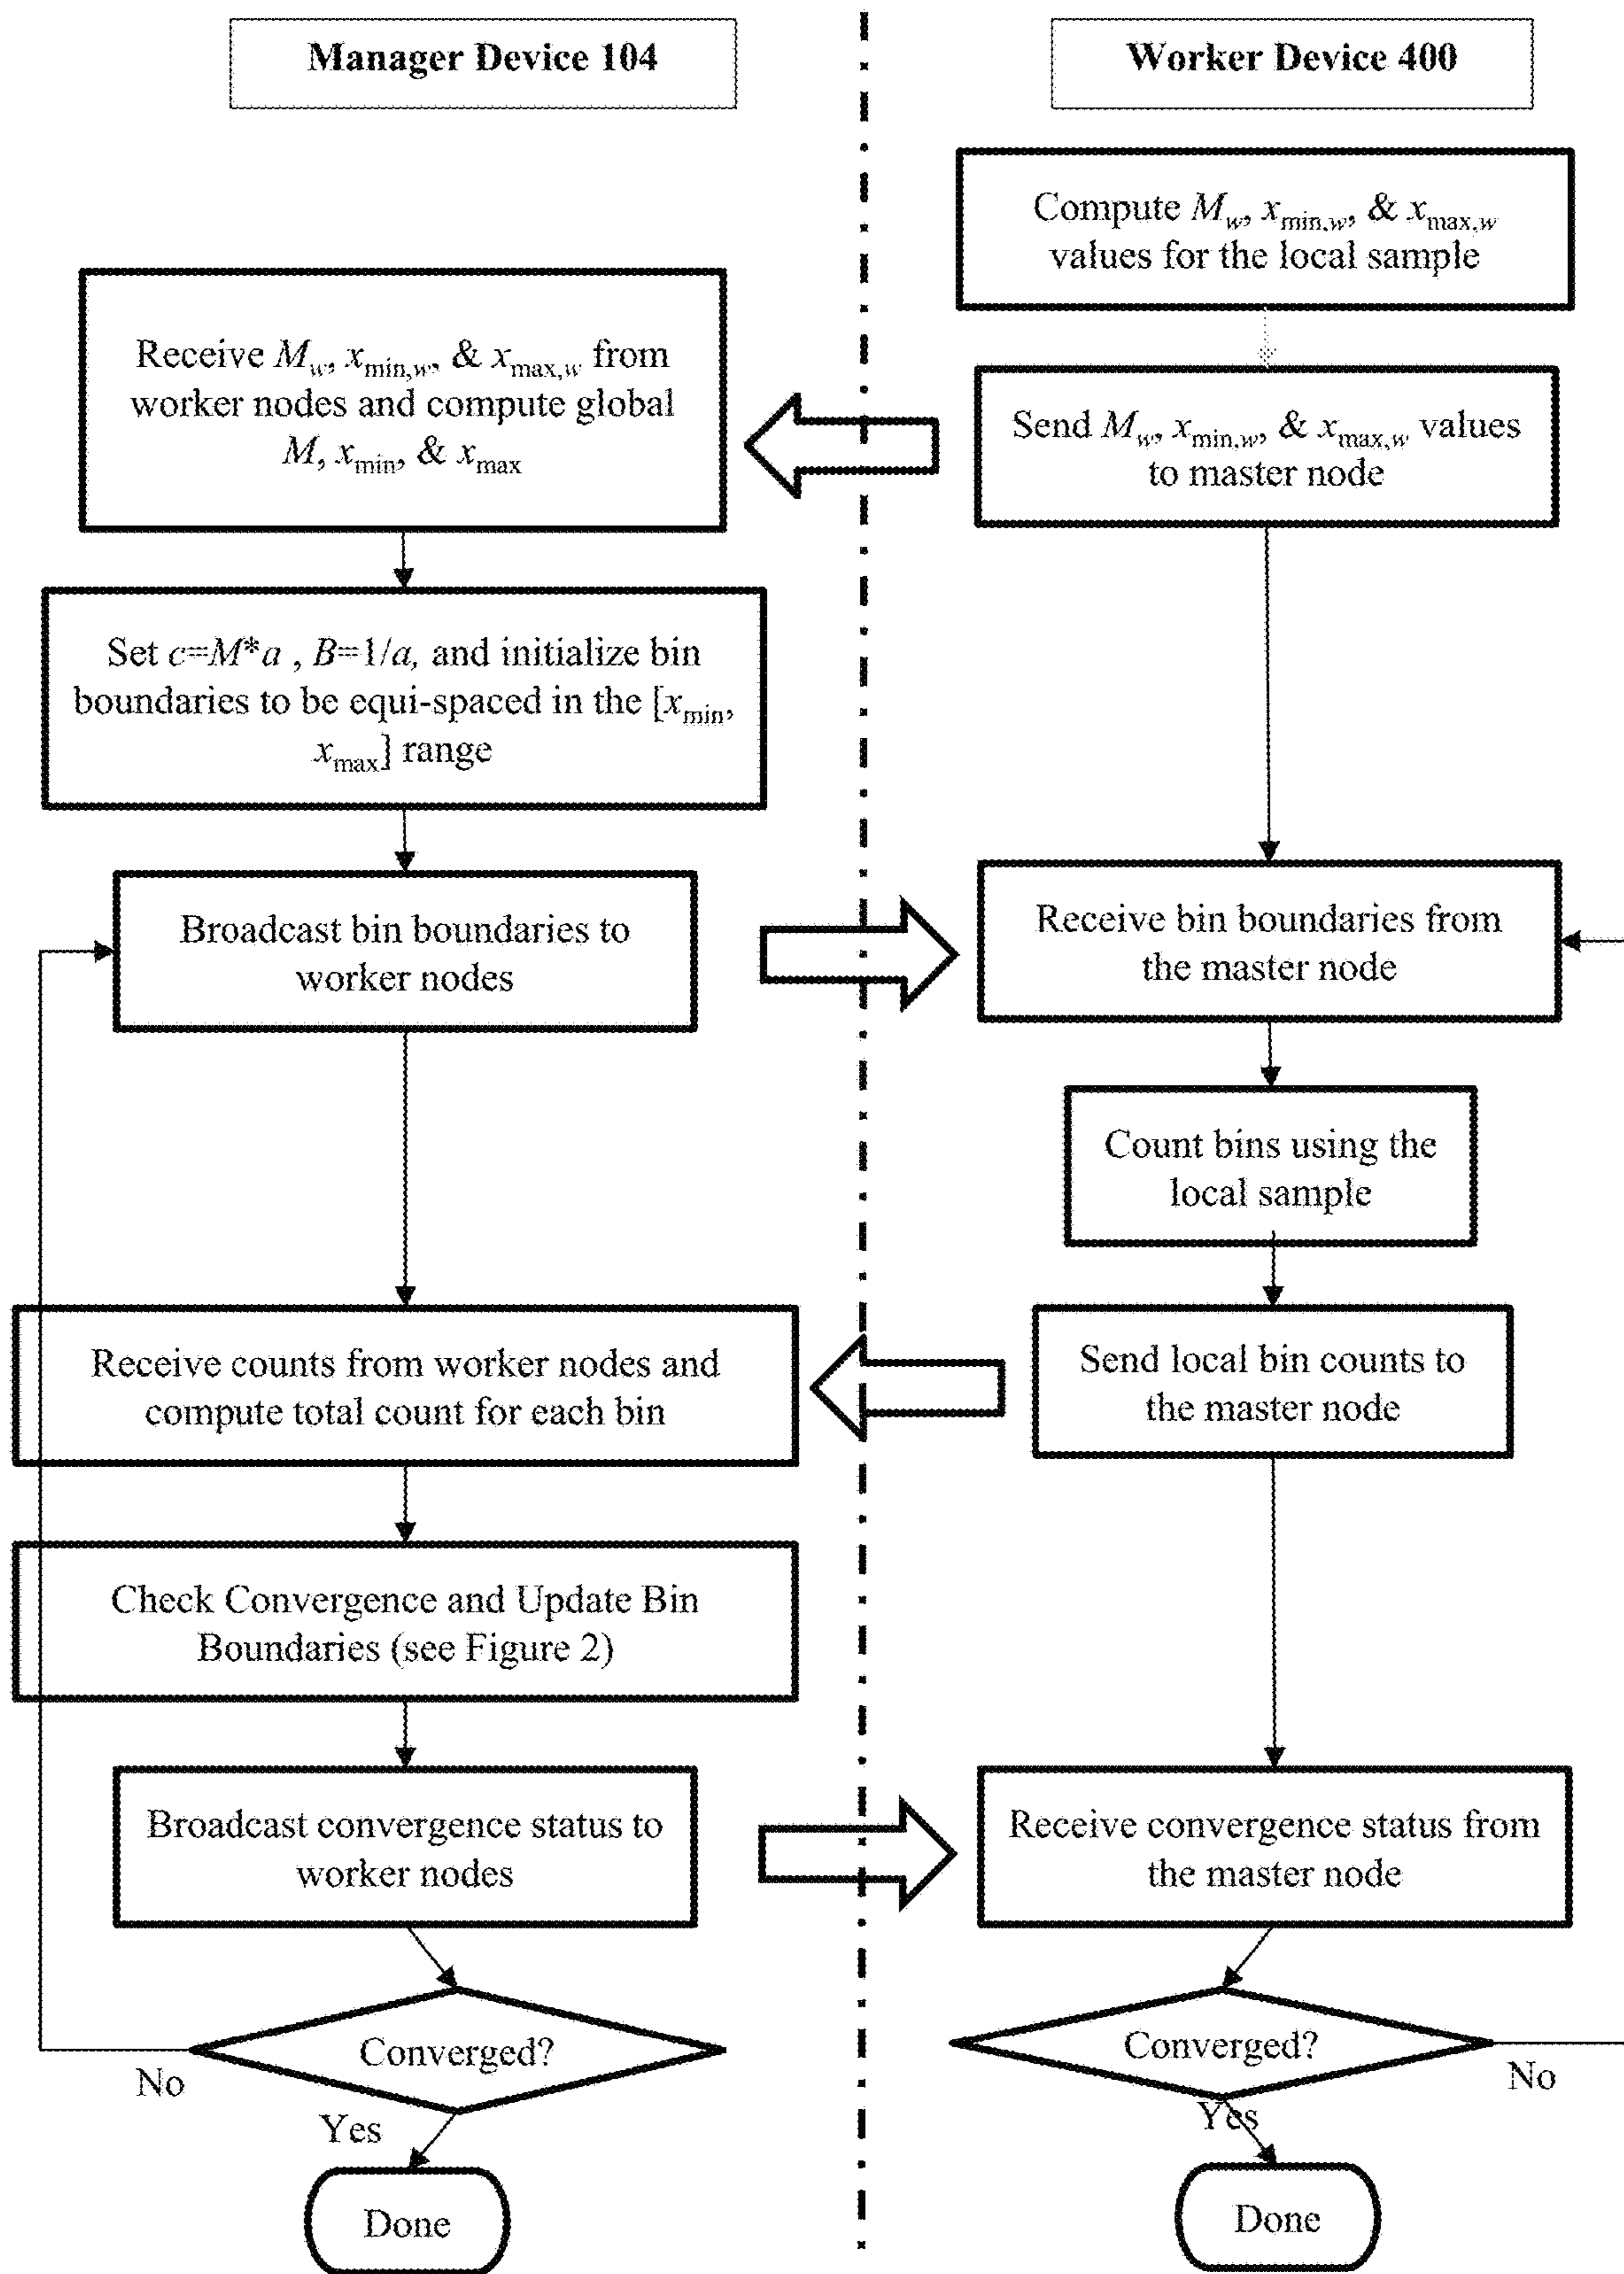 Manager Device 104
Worker Device 400
Compute M_w, x_min,w, & x_max,w
values for the local sample
Receive M_w, x_min,w, & x_max,w from
worker nodes and compute global
M, x_min, & x_max
Send M_w, x_min,w, & x_max,w values
to master node
Set c=M*a , B=1/a, and initialize bin
boundaries to be equi-spaced in the [x_min,
x_max] range
Broadcast bin boundaries to
worker nodes
Receive bin boundaries from
the master node
Count bins using the
local sample
Receive counts from worker nodes and
compute total count for each bin
Send local bin counts to
the master node
Check Convergence and Update Bin
Boundaries (see Figure 2)
Broadcast convergence status to
worker nodes
Receive convergence status from
the master node
Converged?
No
Yes
Done
Converged?
No
Yes
Done